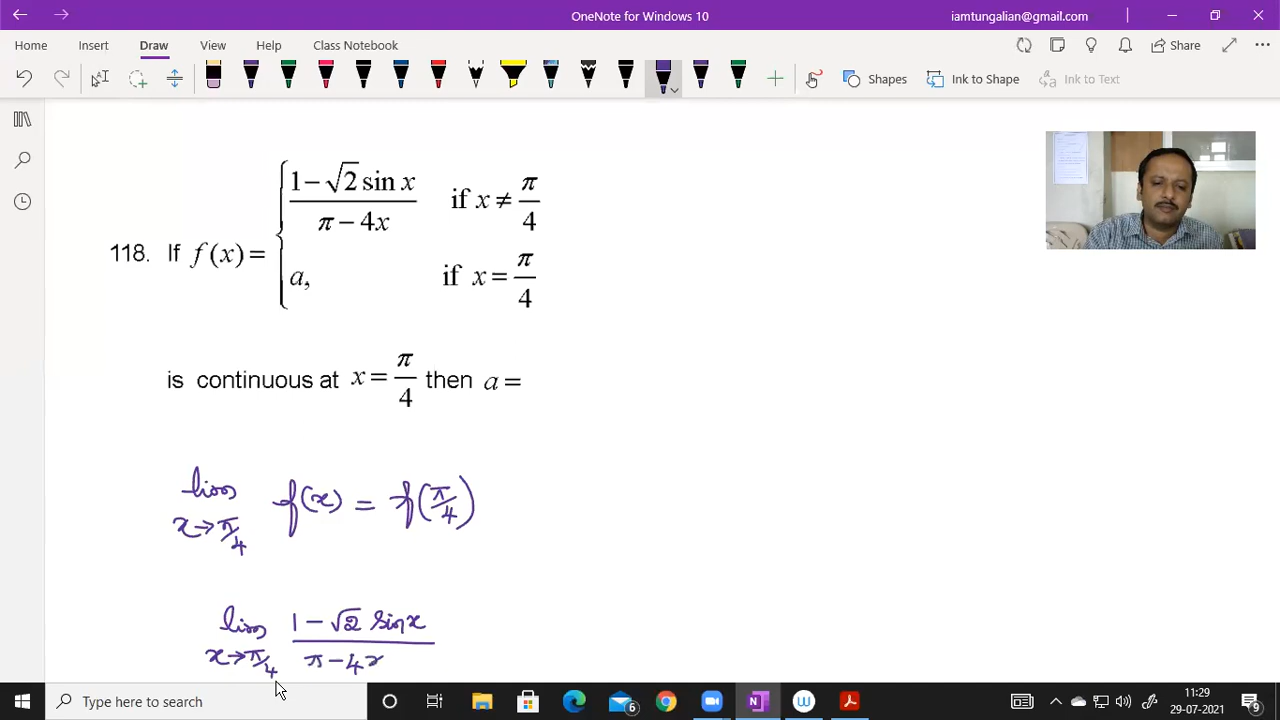 OneNote for Windows 10
iamtungalian@gmail.com
Home Insert Draw View Help Class Notebook
Share
Shapes
Ink to Shape
Ink to Text
118. If f(x) = { (1 − √2 sin x)/(π − 4x) if x ≠ π/4
a, if x = π/4
is continuous at x = π/4 then a =
lim x→π/4 f(x) = f(π/4)
lim x→π/4 (1 − √2 sin x)/(π − 4x)
Type here to search
6
W
11:29
29-07-2021
9